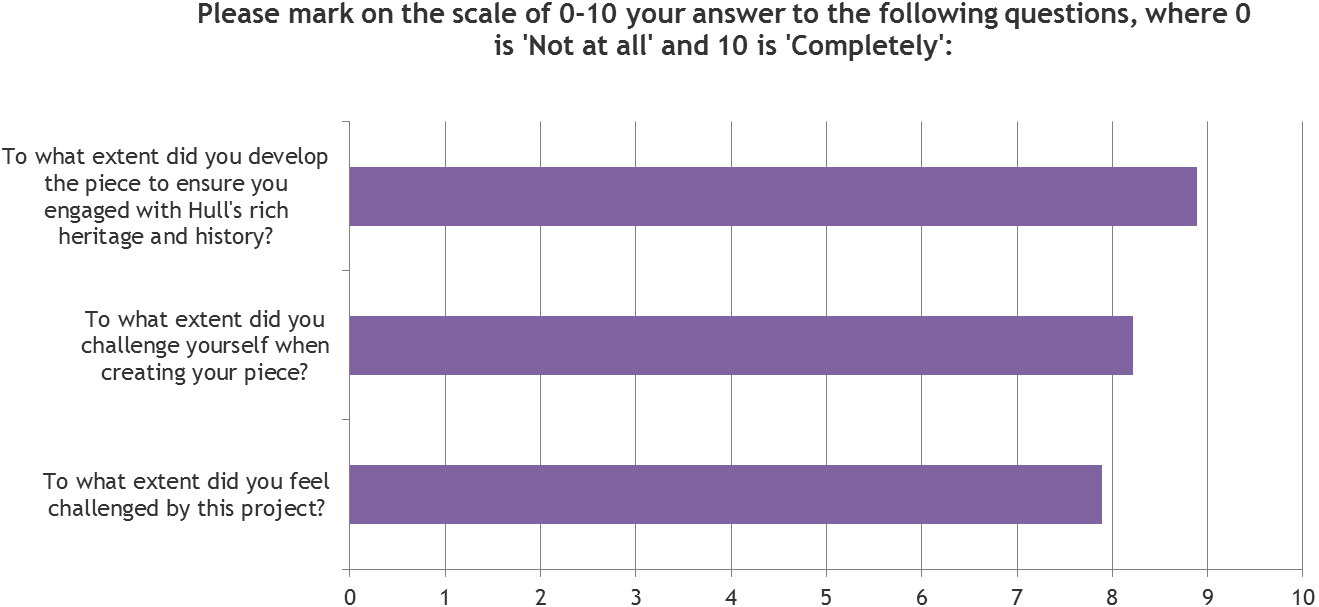 Please mark on the scale of 0-10 your answer to the following questions, where 0
is 'Not at all' and 10 is 'Completely':
To what extent did you develop
the piece to ensure you
engaged with Hull's rich
heritage and history?
To what extent did you
challenge yourself when
creating your piece?
To what extent did you feel
challenged by this project?
0 1 2 3 4 5 6 7 8 9 10